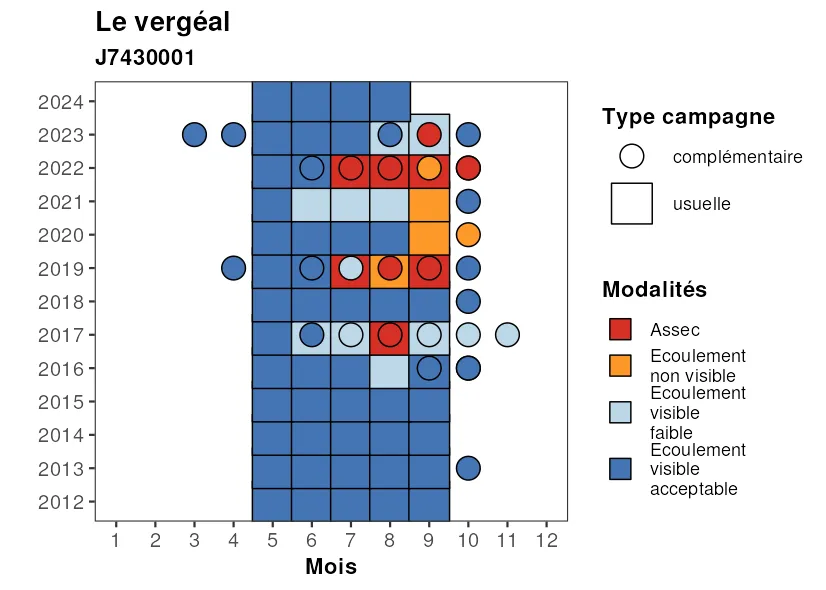 Le vergéal
J7430001
2024
2023
2022
2021
2020
2019
2018
2017
2016
2015
2014
2013
2012
1 2 3 4 5 6 7 8 9 10 11 12
Mois
Type campagne
complémentaire
usuelle
Modalités
Assec
Ecoulement
non visible
Ecoulement
visible
faible
Ecoulement
visible
acceptable